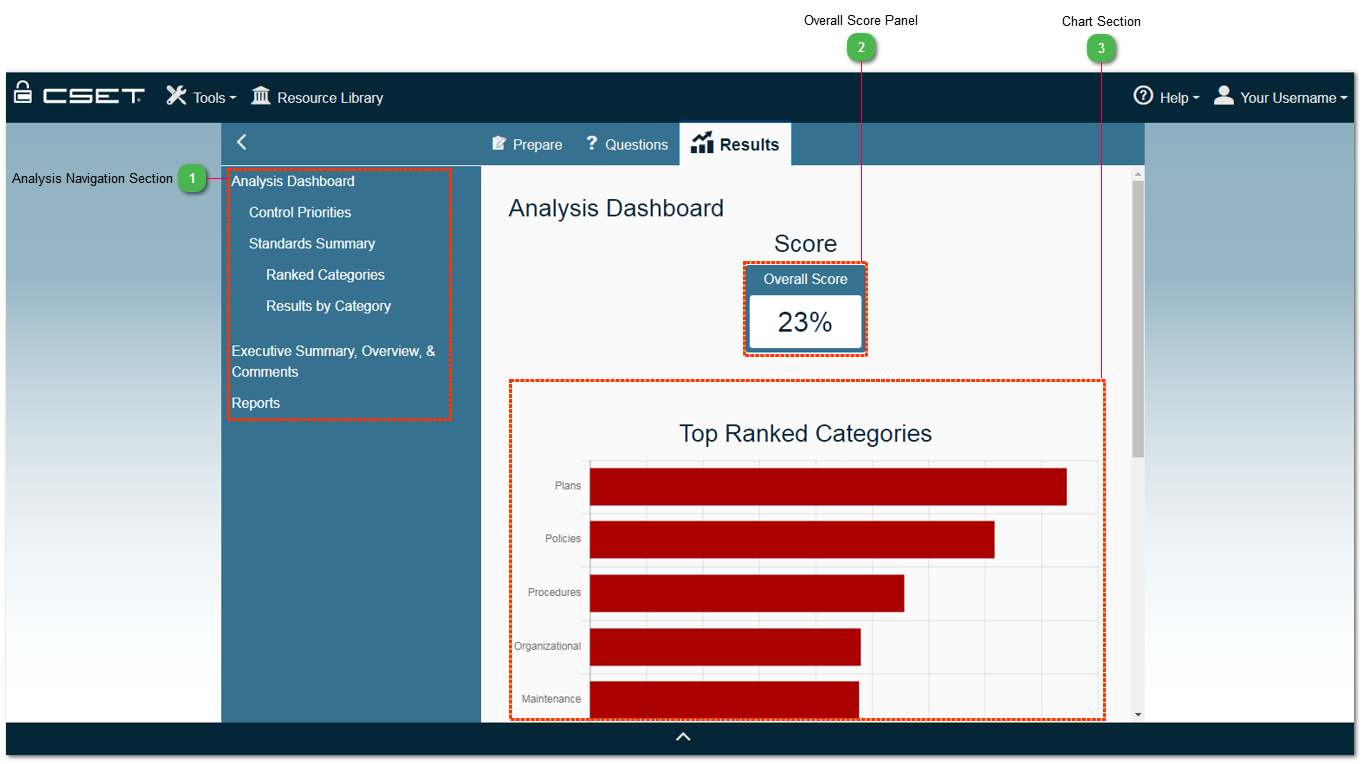 Overall Score Panel
Chart Section
2
3
CSET
Tools
Resource Library
Help
Your Username
Prepare
? Questions
Results
Analysis Navigation Section
1
Analysis Dashboard
Control Priorities
Standards Summary
Ranked Categories
Results by Category
Executive Summary, Overview, &
Comments
Reports
Analysis Dashboard
Score
Overall Score
23%
Top Ranked Categories
Plans
Policies
Procedures
Organizational
Maintenance